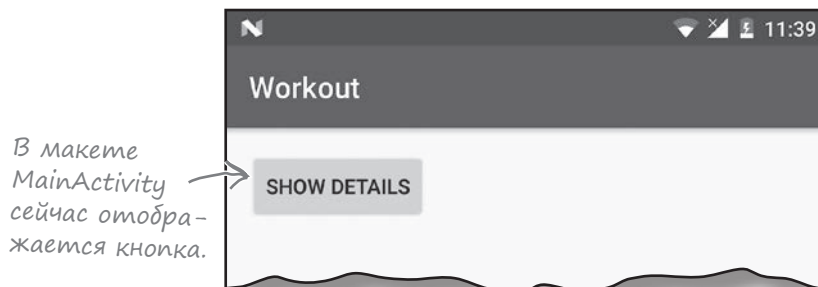 11:39
Workout
В макете
MainActivity
сейчас отобра-
жается кнопка.
SHOW DETAILS